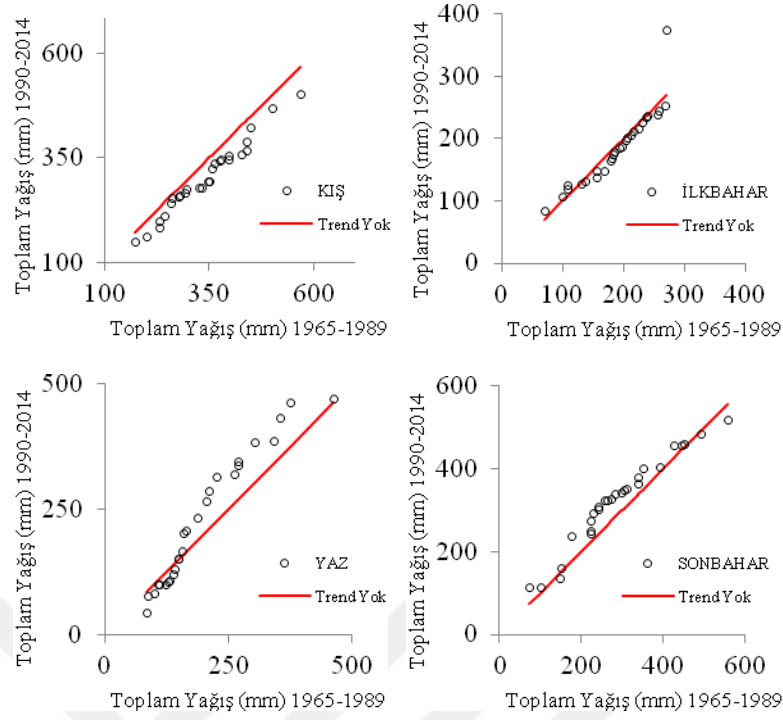 Toplam Yağış (mm) 1990-2014
600
350
100
100 350 600
KIŞ
Trend Yok
Toplam Yağış (mm) 1965-1989
Toplam Yağış (mm) 1990-2014
400
300
200
100
0
0 100 200 300 400
İLKBAHAR
Trend Yok
Toplam Yağış (mm) 1965-1989
Toplam Yağış (mm) 1990-2014
500
250
0
0 250 500
YAZ
Trend Yok
Toplam Yağış (mm) 1965-1989
Toplam Yağış (mm) 1990-2014
600
400
200
0
0 200 400 600
SONBAHAR
Trend Yok
Toplam Yağış (mm) 1965-1989